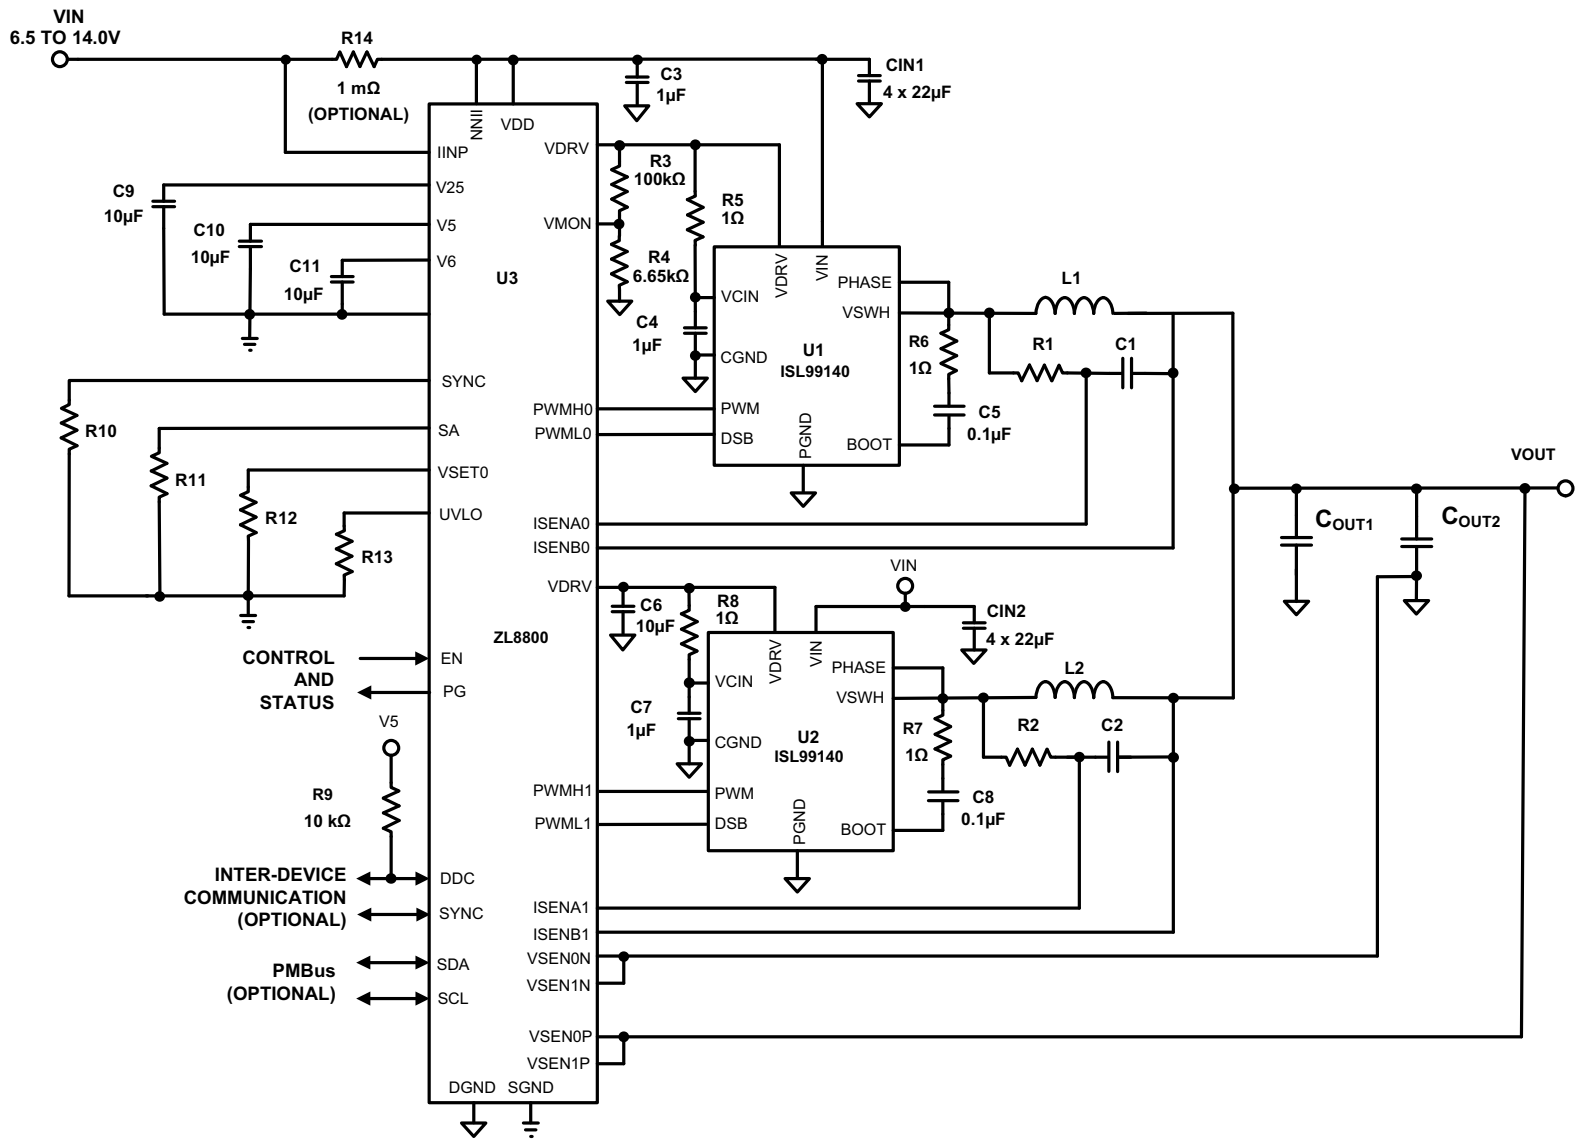 VIN
6.5 TO 14.0V
R14
1 mΩ
(OPTIONAL)
C3
1µF
CIN1
4 x 22µF
IINN
VDD
IINP
V25
V5
V6
C9
10µF
C10
10µF
C11
10µF
U3
VDRV
VMON
R3
100kΩ
R4
6.65kΩ
R5
1Ω
C4
1µF
VCIN
CGND
VDRV
VIN
PHASE
VSWH
U1
ISL99140
PWM
DSB
PGND
BOOT
R6
1Ω
C5
0.1µF
L1
R1
C1
SYNC
SA
VSET0
UVLO
R10
R11
R12
R13
PWMH0
PWML0
ISENA0
ISENB0
VOUT
COUT1
COUT2
VDRV
C6
10µF
R8
1Ω
VIN
CIN2
4 x 22µF
ZL8800
CONTROL
AND
STATUS
EN
PG
V5
R9
10 kΩ
C7
1µF
VCIN
CGND
VDRV
VIN
PHASE
VSWH
U2
ISL99140
PWM
DSB
PGND
BOOT
R7
1Ω
C8
0.1µF
L2
R2
C2
PWMH1
PWML1
INTER-DEVICE
COMMUNICATION
(OPTIONAL)
DDC
SYNC
PMBus
(OPTIONAL)
SDA
SCL
ISENA1
ISENB1
VSEN0N
VSEN1N
VSEN0P
VSEN1P
DGND
SGND